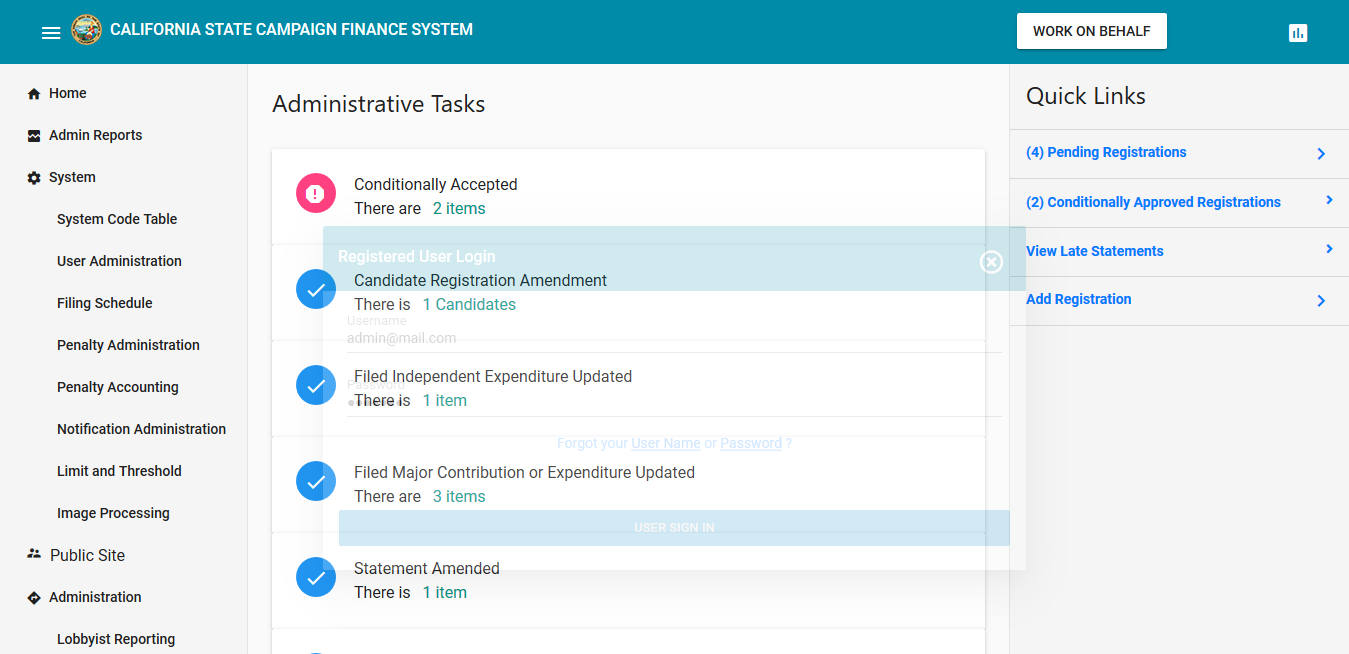 CALIFORNIA STATE CAMPAIGN FINANCE SYSTEM
WORK ON BEHALF
Home
Admin Reports
System
System Code Table
User Administration
Filing Schedule
Penalty Administration
Penalty Accounting
Notification Administration
Limit and Threshold
Image Processing
Public Site
Administration
Lobbyist Reporting
Administrative Tasks
Conditionally Accepted
There are 2 items
Candidate Registration Amendment
There is 1 Candidates
Filed Independent Expenditure Updated
There is 1 item
Filed Major Contribution or Expenditure Updated
There are 3 items
Statement Amended
There is 1 item
Registered User Login
Username
admin@mail.com
Password
Forgot your User Name or Password ?
USER SIGN IN
Quick Links
(4) Pending Registrations
(2) Conditionally Approved Registrations
View Late Statements
Add Registration